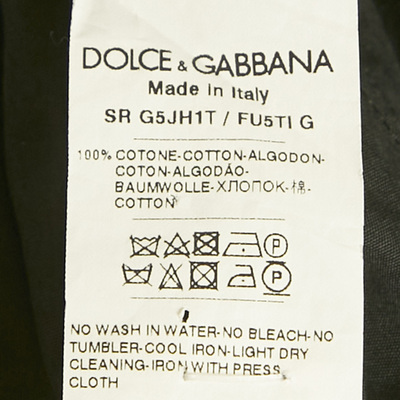 DOLCE & GABBANA
Made in Italy
SR G5JH1T / FU5TI G
100% COTONE-COTTON-ALGODON-
COTON-ALGODÃO-
BAUMWOLLE-ХЛОПОК-棉-
COTTON
P
P
NO WASH IN WATER-NO BLEACH-NO
TUMBLER-COOL IRON-LIGHT DRY
CLEANING-IRON WITH PRESS
CLOTH